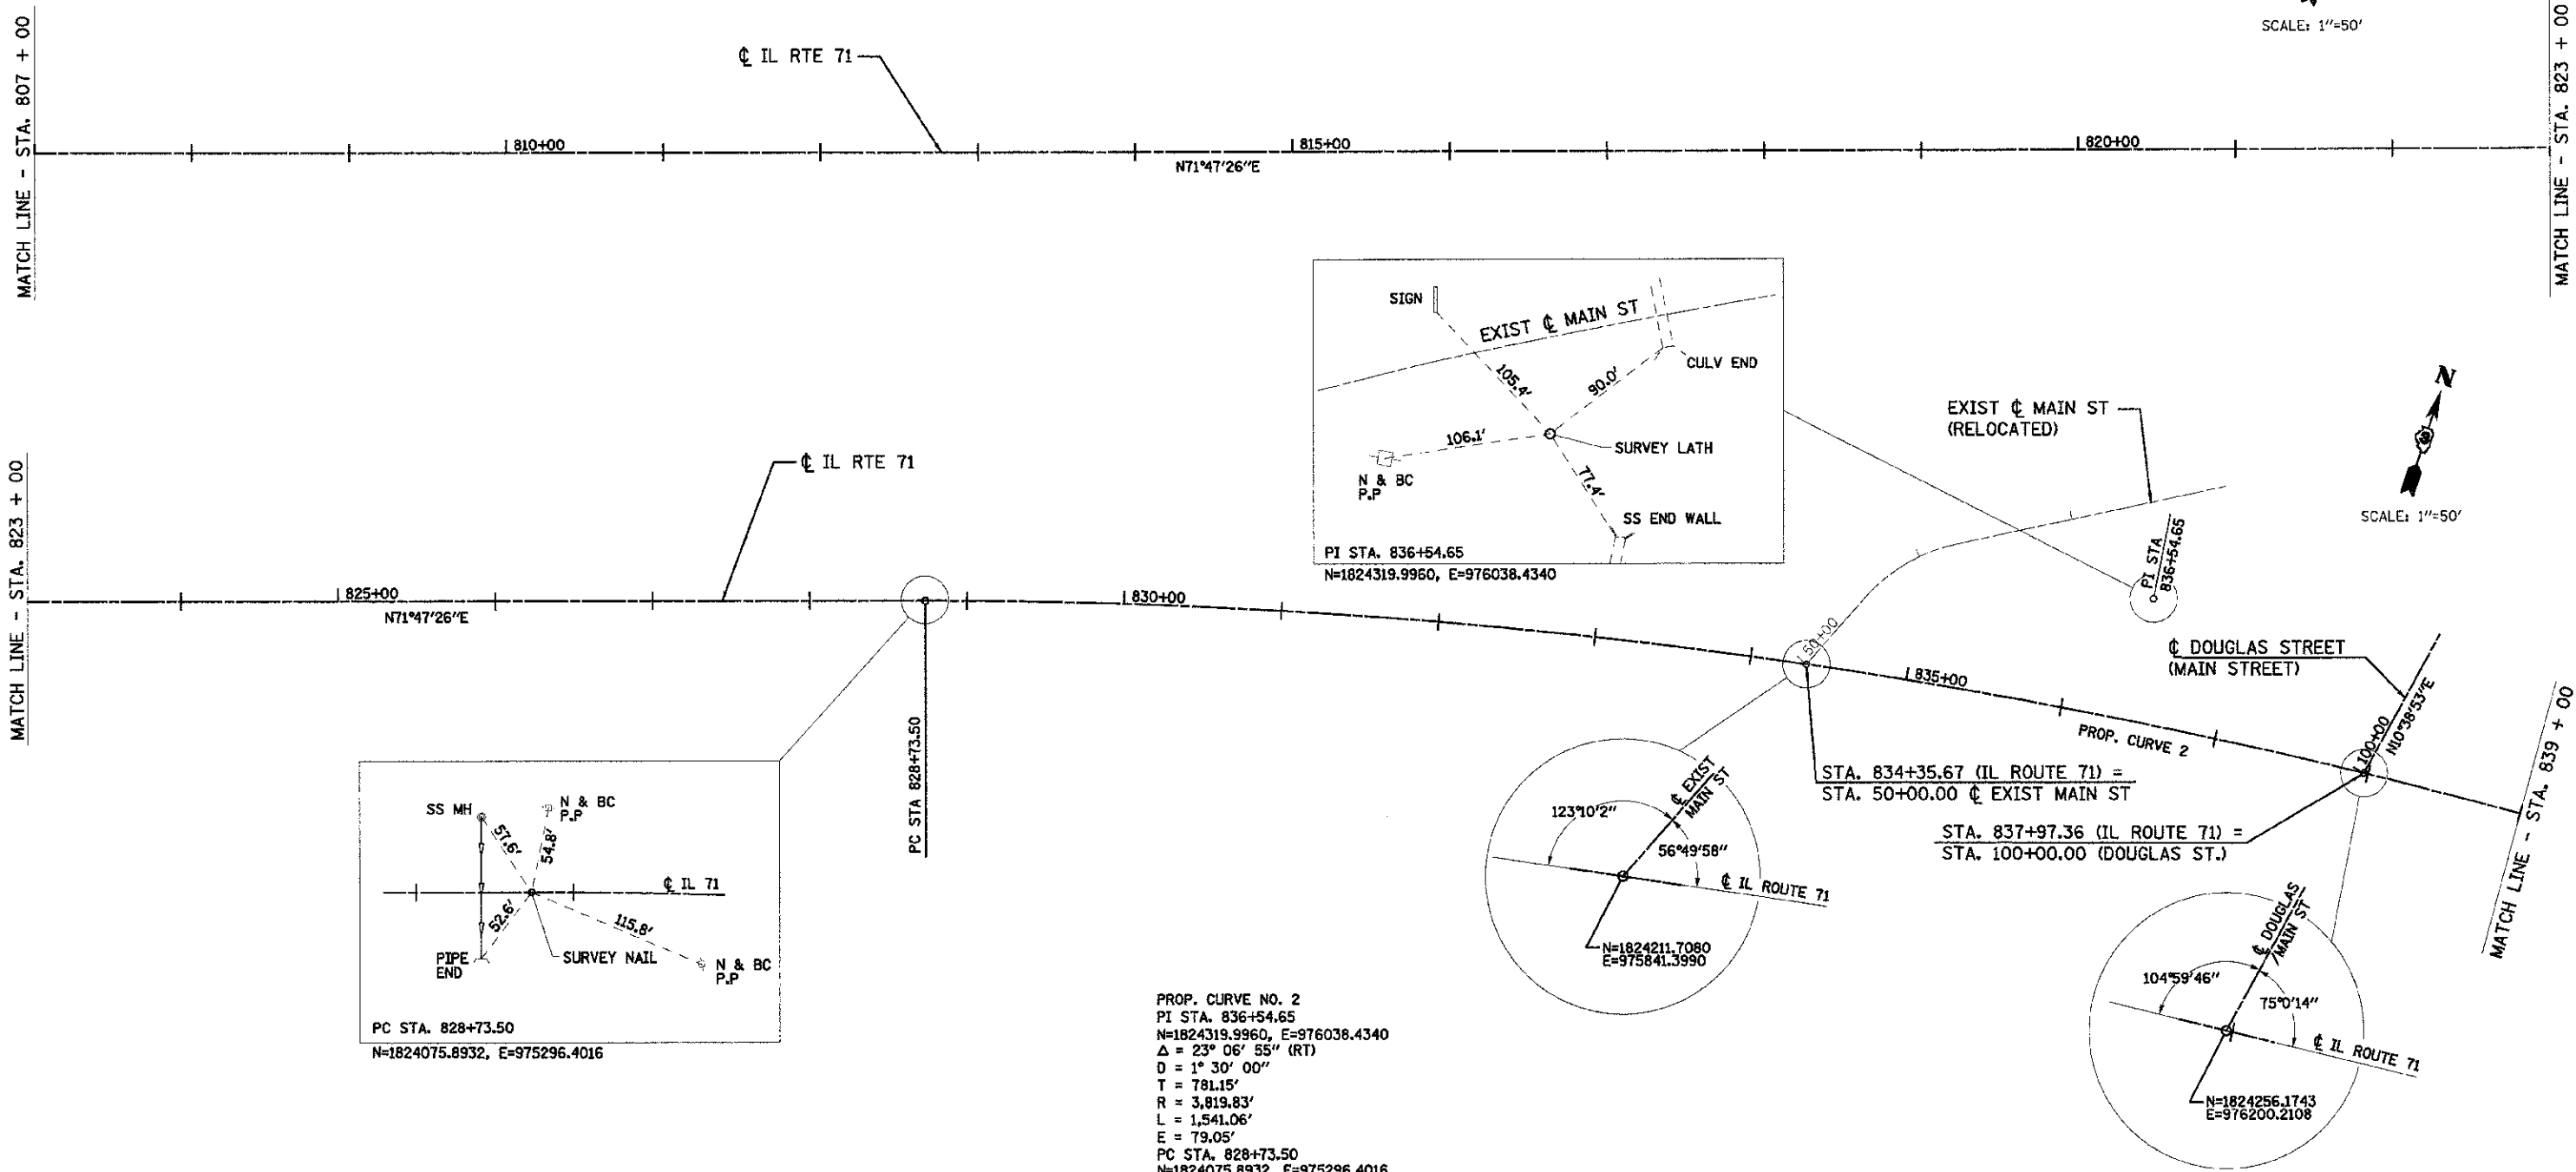 MATCH LINE - STA. 807 + 00
℄ IL RTE 71
SCALE: 1"=50'
MATCH LINE - STA. 823 + 00
810+00
815+00
820+00
N71°47'26"E
SIGN
EXIST ℄ MAIN ST
CULV END
105.4'
90.0'
106.1'
SURVEY LATH
N & BC
P.P
77.4'
SS END WALL
PI STA. 836+54.65
N=1824319.9960, E=976038.4340
EXIST ℄ MAIN ST
(RELOCATED)
N
SCALE: 1"=50'
MATCH LINE - STA. 823 + 00
℄ IL RTE 71
825+00
N71°47'26"E
830+00
50+00
835+00
PI STA
836+54.65
℄ DOUGLAS STREET
(MAIN STREET)
100+00
N10°38'53"E
PROP. CURVE 2
MATCH LINE - STA. 839 + 00
PC STA 828+73.50
STA. 834+35.67 (IL ROUTE 71) =
STA. 50+00.00 ℄ EXIST MAIN ST
STA. 837+97.36 (IL ROUTE 71) =
STA. 100+00.00 (DOUGLAS ST.)
SS MH
N & BC
P.P
57.6'
54.8'
℄ IL 71
52.6'
115.8'
PIPE
END
SURVEY NAIL
N & BC
P.P
PC STA. 828+73.50
N=1824075.8932, E=975296.4016
℄ EXIST
MAIN ST
123°10'2"
56°49'58"
℄ IL ROUTE 71
N=1824211.7080
E=975841.3990
℄ DOUGLAS
/MAIN ST
104°59'46"
75°0'14"
℄ IL ROUTE 71
N=1824256.1743
E=976200.2108
PROP. CURVE NO. 2
PI STA. 836+54.65
N=1824319.9960, E=976038.4340
Δ = 23° 06' 55" (RT)
D = 1° 30' 00"
T = 781.15'
R = 3,819.83'
L = 1,541.06'
E = 79.05'
PC STA. 828+73.50
N=1824075.8932, E=975296.4016